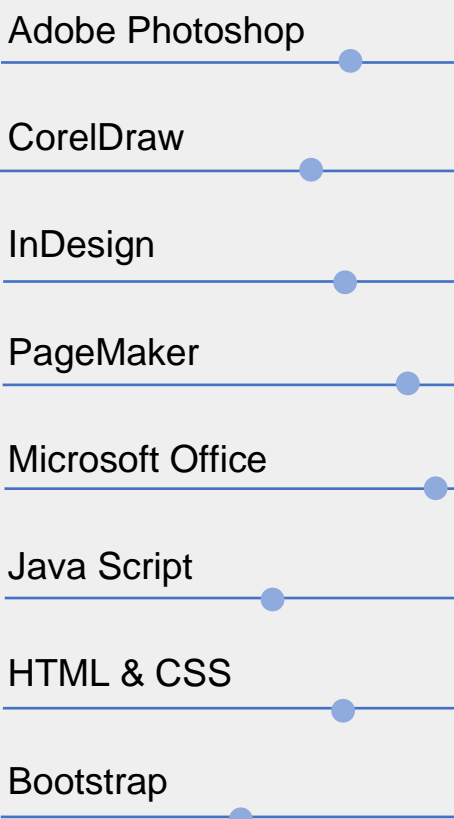 Adobe Photoshop
CorelDraw
InDesign
PageMaker
Microsoft Office
Java Script
HTML & CSS
Bootstrap